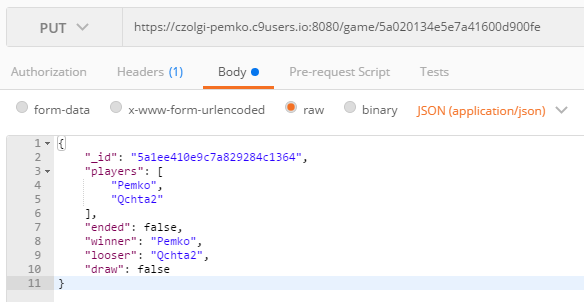 PUT https://czolgi-pemko.c9users.io:8080/game/5a020134e5e7a41600d900fe
Authorization Headers (1) Body Pre-request Script Tests
form-data x-www-form-urlencoded raw binary JSON (application/json)
1 {
2 "_id": "5a1ee410e9c7a829284c1364",
3 "players": [
4 "Pemko",
5 "Qchta2"
6 ],
7 "ended": false,
8 "winner": "Pemko",
9 "looser": "Qchta2",
10 "draw": false
11 }